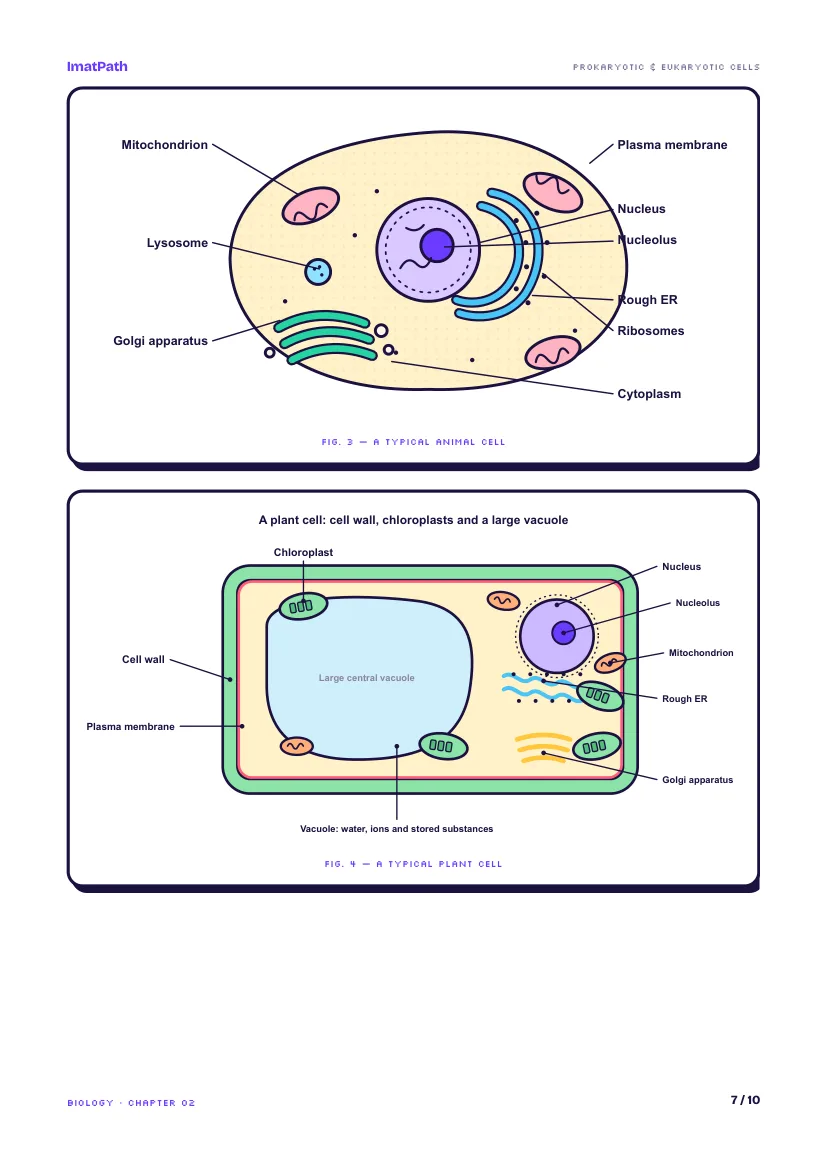 ImatPath
PROKARYOTIC & EUKARYOTIC CELLS
Mitochondrion
Plasma membrane
Nucleus
Lysosome
Nucleolus
Rough ER
Golgi apparatus
Ribosomes
Cytoplasm
FIG. 3 — A TYPICAL ANIMAL CELL
A plant cell: cell wall, chloroplasts and a large vacuole
Chloroplast
Nucleus
Nucleolus
Cell wall
Mitochondrion
Large central vacuole
Rough ER
Plasma membrane
Golgi apparatus
Vacuole: water, ions and stored substances
FIG. 4 — A TYPICAL PLANT CELL
BIOLOGY · CHAPTER 02
7 / 10